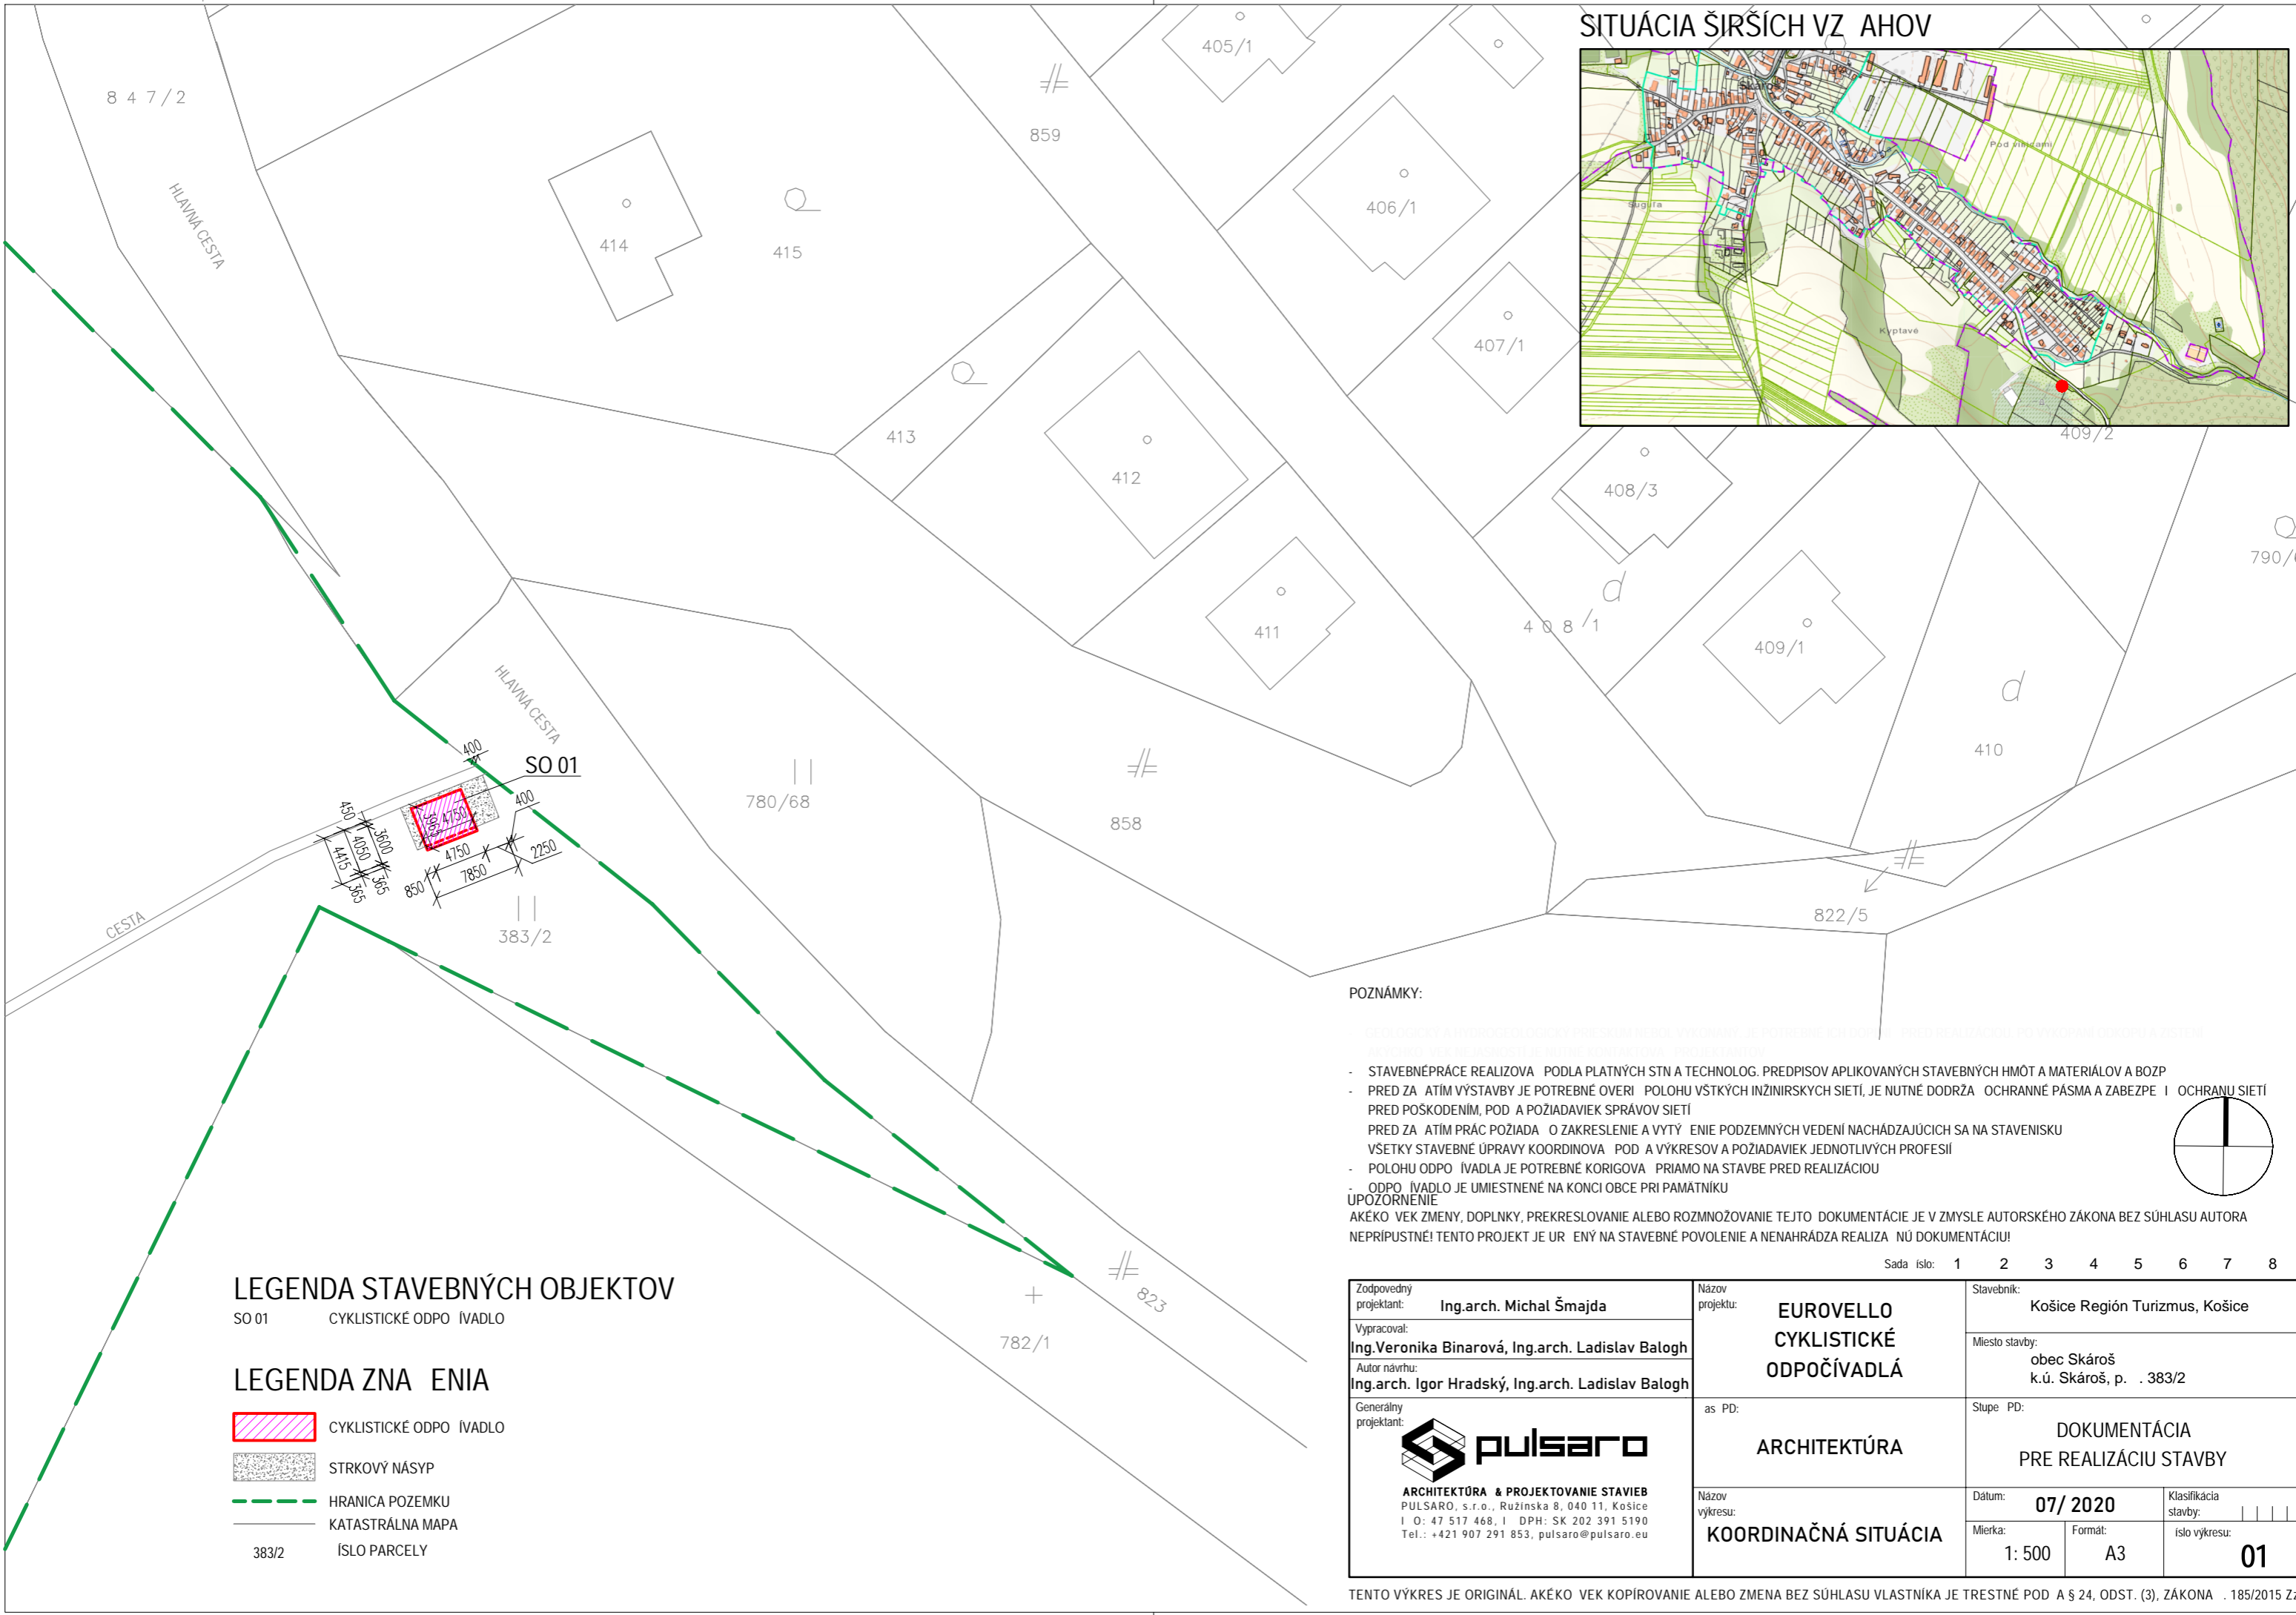 SITUÁCIA ŠIRŠÍCH VZ AHOV
Skároš
Pod vinicami
Šugura
Kyptavé
8 4 7/2
HLAVNÁ CESTA
414
415
859
405/1
406/1
407/1
413
412
411
408/3
4 0 8 /1
409/1
409/2
410
HLAVNÁ CESTA
400
SO 01
400
450
3600
4050
4415
365
365
3965
4750
4750
2250
850
7850
CESTA
383/2
780/68
858
822/5
823
782/1
POZNÁMKY:
- STAVEBNÉPRÁCE REALIZOVA PODLA PLATNÝCH STN A TECHNOLOG. PREDPISOV APLIKOVANÝCH STAVEBNÝCH HMÔT A MATERIÁLOV A BOZP
- PRED ZA ATÍM VÝSTAVBY JE POTREBNÉ OVERI POLOHU VŠTKÝCH INŽINIRSKYCH SIETÍ, JE NUTNÉ DODRŽA OCHRANNÉ PÁSMA A ZABEZPE I OCHRANU SIETÍ
PRED POŠKODENÍM, POD A POŽIADAVIEK SPRÁVOV SIETÍ
PRED ZA ATÍM PRÁC POŽIADA O ZAKRESLENIE A VYTÝ ENIE PODZEMNÝCH VEDENÍ NACHÁDZAJÚCICH SA NA STAVENISKU
VŠETKY STAVEBNÉ ÚPRAVY KOORDINOVA POD A VÝKRESOV A POŽIADAVIEK JEDNOTLIVÝCH PROFESIÍ
- POLOHU ODPO ÍVADLA JE POTREBNÉ KORIGOVA PRIAMO NA STAVBE PRED REALIZÁCIOU
- ODPO ÍVADLO JE UMIESTNENÉ NA KONCI OBCE PRI PAMÄTNÍKU
UPOZORNENIE
AKÉKO VEK ZMENY, DOPLNKY, PREKRESLOVANIE ALEBO ROZMNOŽOVANIE TEJTO DOKUMENTÁCIE JE V ZMYSLE AUTORSKÉHO ZÁKONA BEZ SÚHLASU AUTORA
NEPRÍPUSTNÉ! TENTO PROJEKT JE UR ENÝ NA STAVEBNÉ POVOLENIE A NENAHRÁDZA REALIZA NÚ DOKUMENTÁCIU!
Sada íslo: 1 2 3 4 5 6 7 8
LEGENDA STAVEBNÝCH OBJEKTOV
SO 01 CYKLISTICKÉ ODPO ÍVADLO
LEGENDA ZNA ENIA
CYKLISTICKÉ ODPO ÍVADLO
STRKOVÝ NÁSYP
HRANICA POZEMKU
KATASTRÁLNA MAPA
383/2 ÍSLO PARCELY
Zodpovedný
projektant: Ing.arch. Michal Šmajda
Vypracoval:
Ing.Veronika Binarová, Ing.arch. Ladislav Balogh
Autor návrhu:
Ing.arch. Igor Hradský, Ing.arch. Ladislav Balogh
Generálny
projektant:
pulsaro
ARCHITEKTÚRA & PROJEKTOVANIE STAVIEB
PULSARO, s.r.o., Ružinska 8, 040 11, Košice
I O: 47 517 468, I DPH: SK 202 391 5190
Tel.: +421 907 291 853, pulsaro@pulsaro.eu
Názov
projektu:
EUROVELLO
CYKLISTICKÉ
ODPOČÍVADLÁ
as PD:
ARCHITEKTÚRA
Názov
výkresu:
KOORDINAČNÁ SITUÁCIA
Stavebník:
Košice Región Turizmus, Košice
Miesto stavby:
obec Skároš
k.ú. Skároš, p. . 383/2
Stupe PD:
DOKUMENTÁCIA
PRE REALIZÁCIU STAVBY
Dátum: 07/ 2020
Klasifikácia
stavby:
Mierka:
1: 500
Formát:
A3
íslo výkresu:
01
TENTO VÝKRES JE ORIGINÁL. AKÉKO VEK KOPÍROVANIE ALEBO ZMENA BEZ SÚHLASU VLASTNÍKA JE TRESTNÉ POD A § 24, ODST. (3), ZÁKONA . 185/2015